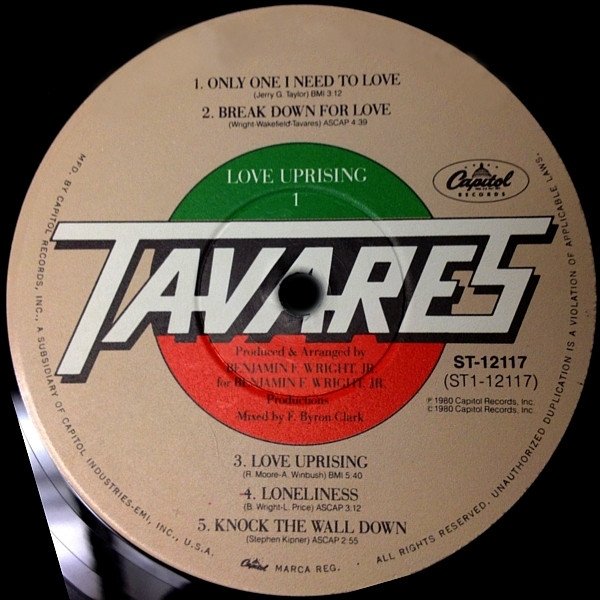 1. ONLY ONE I NEED TO LOVE
(Jerry G. Taylor) BMI 3:12
2. BREAK DOWN FOR LOVE
(Wright-Wakefield-Tavares) ASCAP 4:39
LOVE UPRISING
1
Capitol
RECORDS
TAVARES
Produced & Arranged by
BENJAMIN F. WRIGHT, JR.
for BENJAMIN F. WRIGHT, JR.
Productions
Mixed by F. Byron Clark
ST-12117
(ST1-12117)
℗ 1980 Capitol Records, Inc.
© 1980 Capitol Records, Inc.
3. LOVE UPRISING
(R. Moore-A. Winbush) BMI 5:40
4. LONELINESS
(B. Wright-L. Price) ASCAP 3:12
5. KNOCK THE WALL DOWN
(Stephen Kipner) ASCAP 2:55
MFD. BY CAPITOL RECORDS, INC., A SUBSIDIARY OF CAPITOL INDUSTRIES-EMI, INC., U.S.A.
Capitol MARCA REG. · ALL RIGHTS RESERVED. UNAUTHORIZED DUPLICATION IS A VIOLATION OF APPLICABLE LAWS.